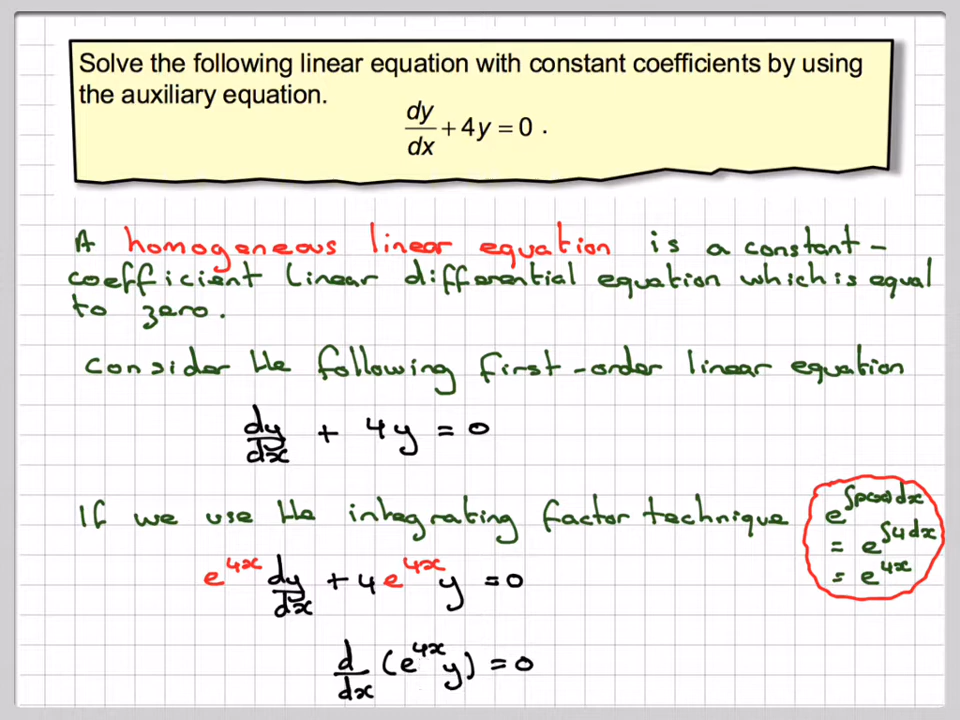 Solve the following linear equation with constant coefficients by using
the auxiliary equation.
dy/dx + 4y = 0 .
A homogeneous linear equation is a constant-
coefficient linear differential equation which is equal
to zero.
Consider the following first-order linear equation
dy/dx + 4y = 0
If we use the integrating factor technique
e^∫p(x)dx
= e^∫4dx
= e^4x
e^4x dy/dx + 4e^4x y = 0
d/dx (e^4x y) = 0